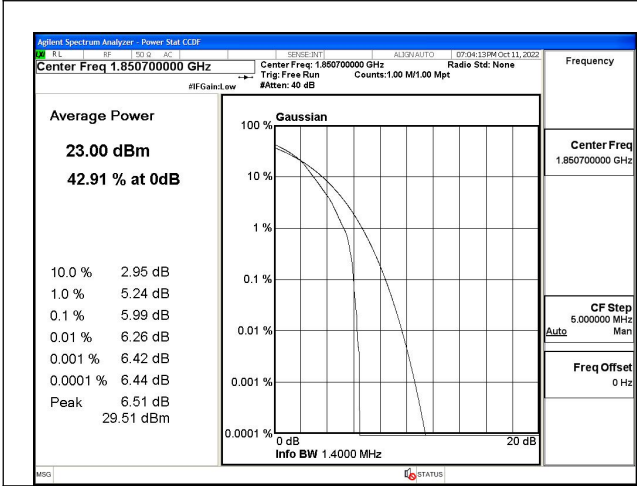 Agilent Spectrum Analyzer - Power Stat CCDF
RL RF 50 Ω AC SENSE:INT ALIGN AUTO 07:04:13 PM Oct 11, 2022
Center Freq 1.850700000 GHz
Center Freq: 1.850700000 GHz Radio Std: None
Trig: Free Run Counts:1.00 M/1.00 Mpt
#IFGain:Low #Atten: 40 dB
Frequency
Average Power
23.00 dBm
42.91 % at 0dB
10.0 % 2.95 dB
1.0 % 5.24 dB
0.1 % 5.99 dB
0.01 % 6.26 dB
0.001 % 6.42 dB
0.0001 % 6.44 dB
Peak 6.51 dB
29.51 dBm
Gaussian
100 %
10 %
1 %
0.1 %
0.01 %
0.001 %
0.0001 %
0 dB 20 dB
Info BW 1.4000 MHz
Center Freq
1.850700000 GHz
CF Step
5.000000 MHz
Auto Man
Freq Offset
0 Hz
MSG STATUS